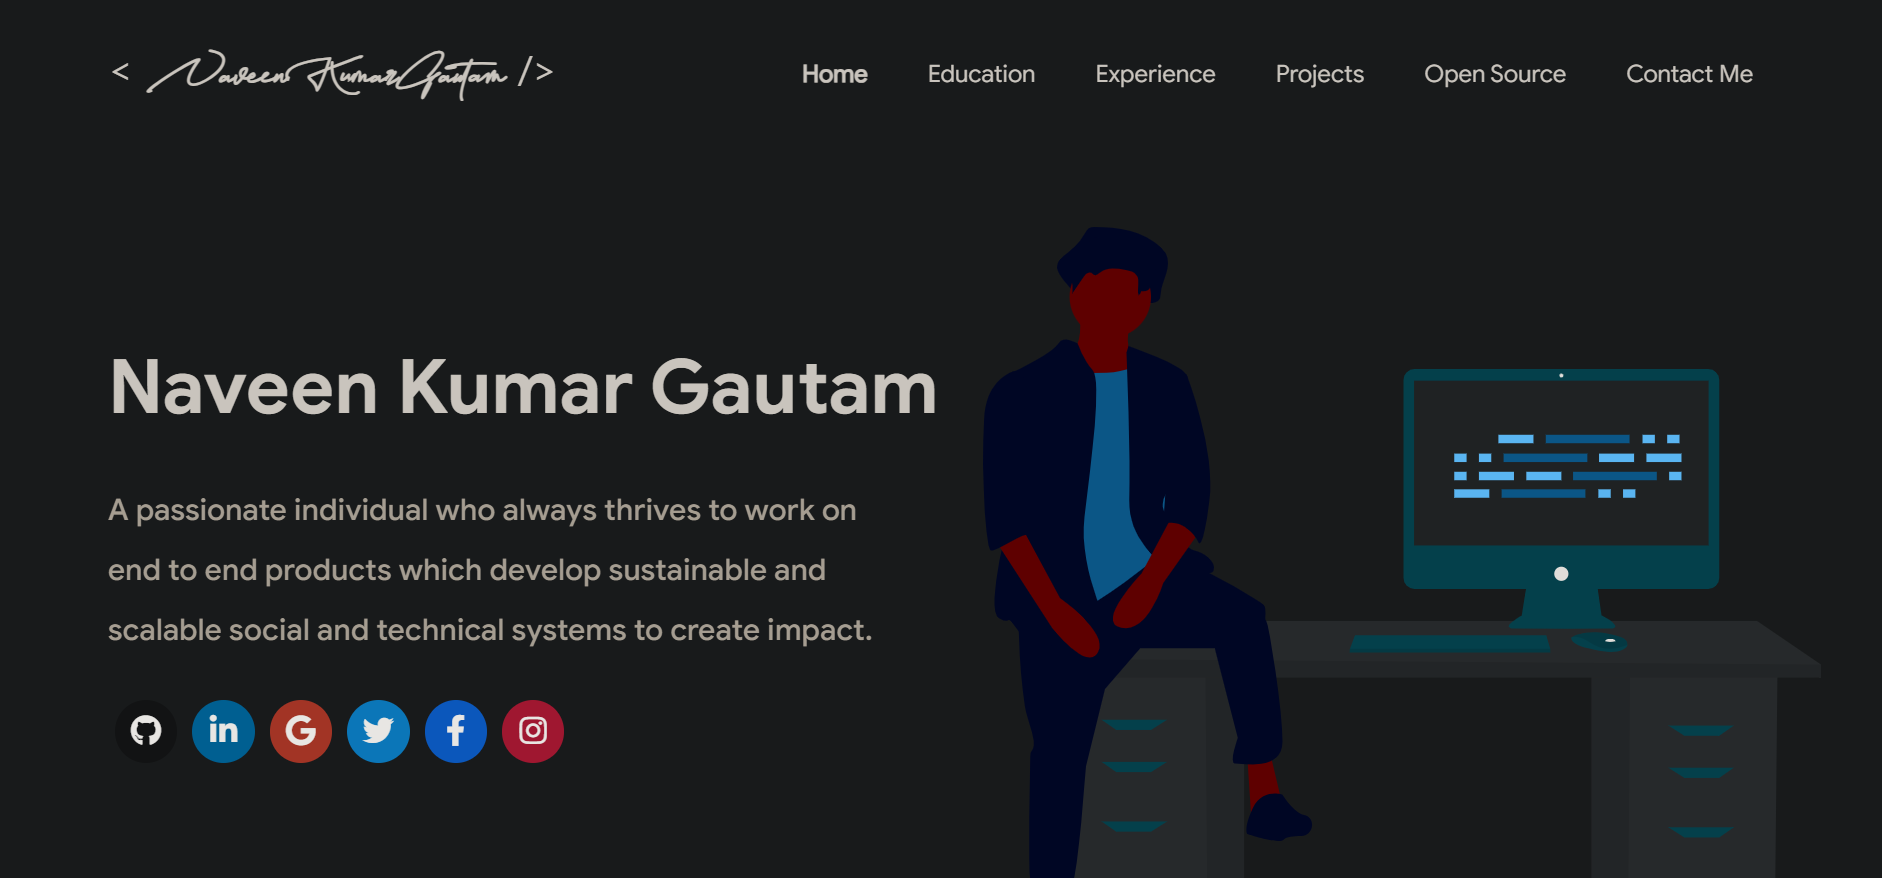 < Naveen Kumar Gautam />
Home Education Experience Projects Open Source Contact Me
Naveen Kumar Gautam
A passionate individual who always thrives to work on
end to end products which develop sustainable and
scalable social and technical systems to create impact.